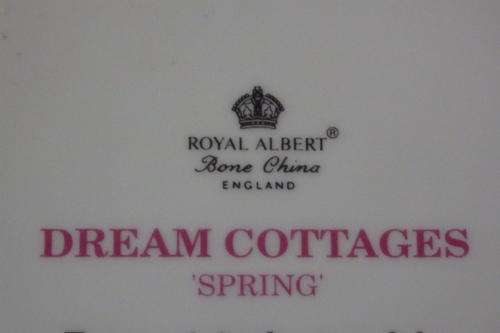 ROYAL ALBERT®
Bone China
ENGLAND
DREAM COTTAGES
'SPRING'